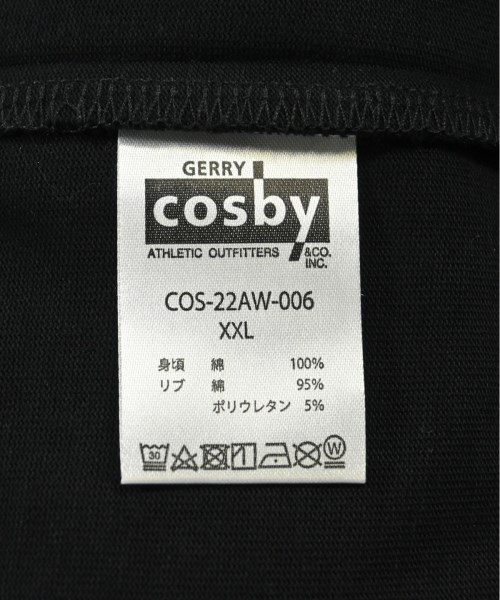 GERRY
cosby
ATHLETIC OUTFITTERS &CO. INC.
COS-22AW-006
XXL
身頃 綿 100%
リブ 綿 95%
ポリウレタン 5%
30 W